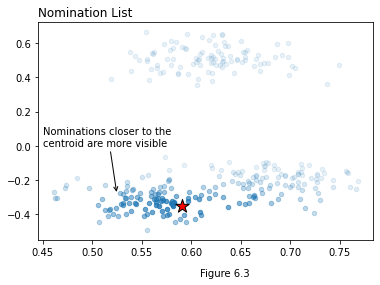 Nomination List
0.6
0.4
0.2
0.0
−0.2
−0.4
Nominations closer to the
centroid are more visible
0.45 0.50 0.55 0.60 0.65 0.70 0.75
Figure 6.3